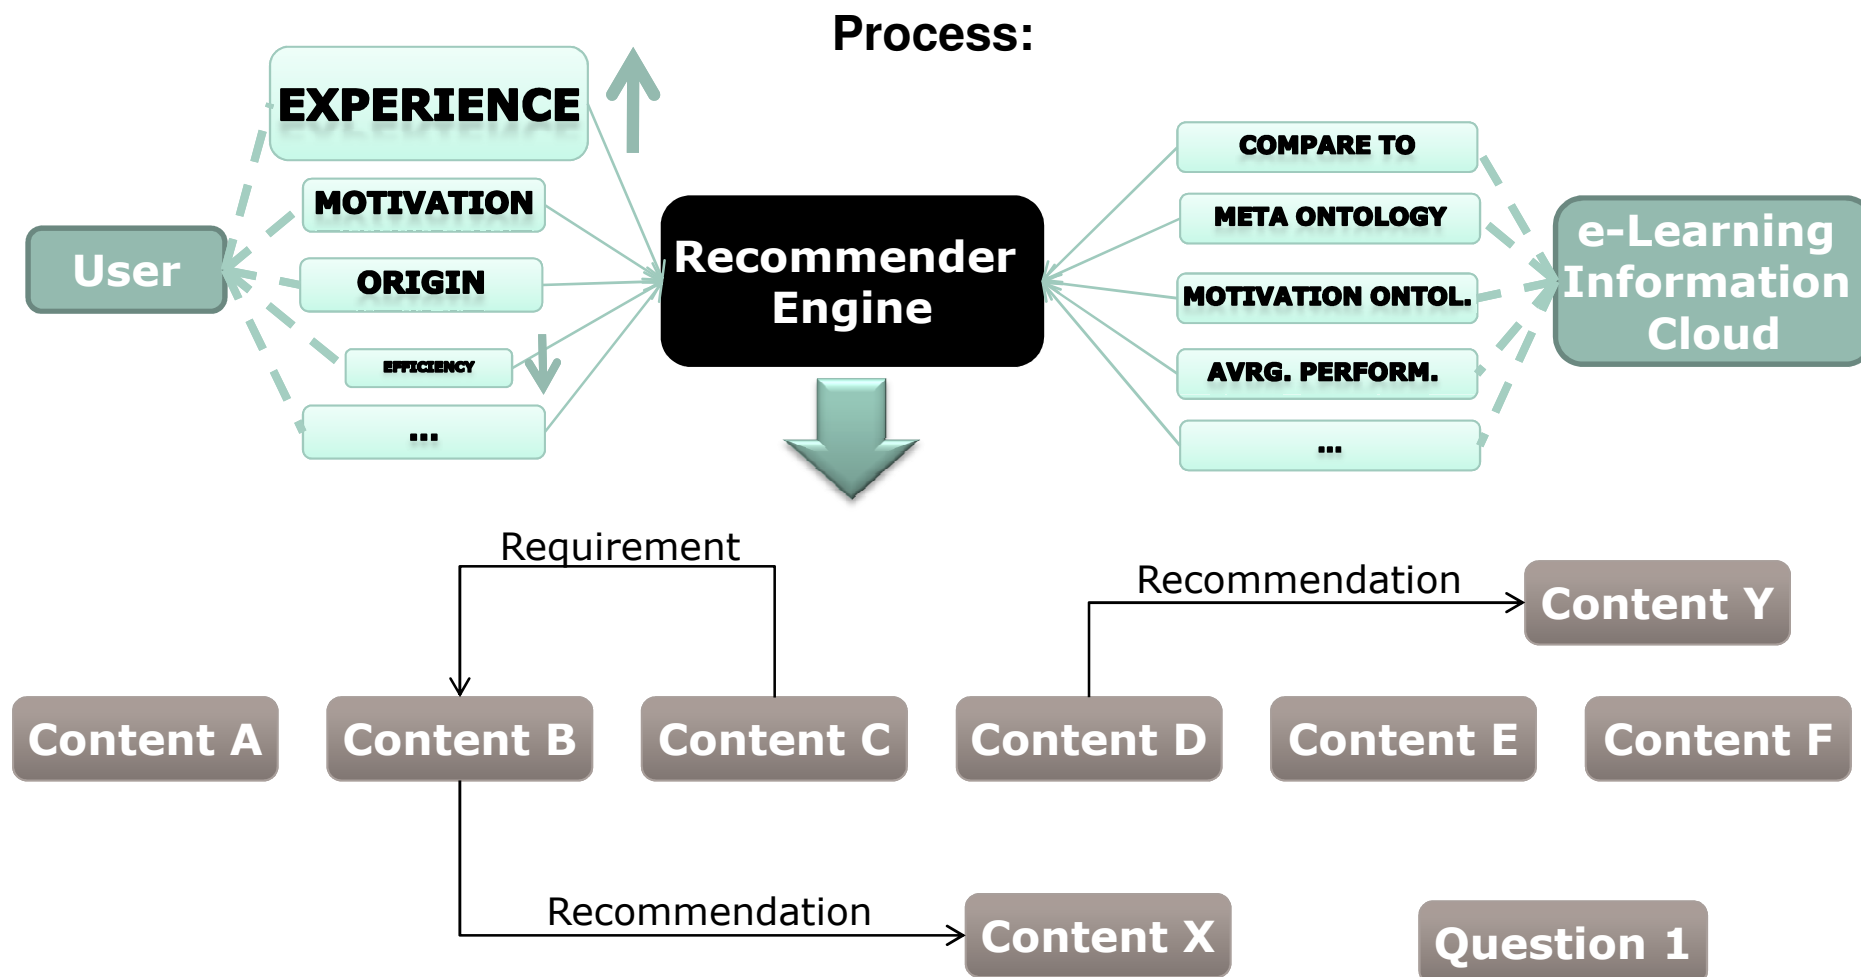 Process:
EXPERIENCE
MOTIVATION
ORIGIN
EFFICIENCY
...
User
Recommender
Engine
COMPARE TO
META ONTOLOGY
MOTIVATION ONTOL.
AVRG. PERFORM.
...
e-Learning
Information
Cloud
Requirement
Recommendation
Content Y
Content A
Content B
Content C
Content D
Content E
Content F
Recommendation
Content X
Question 1